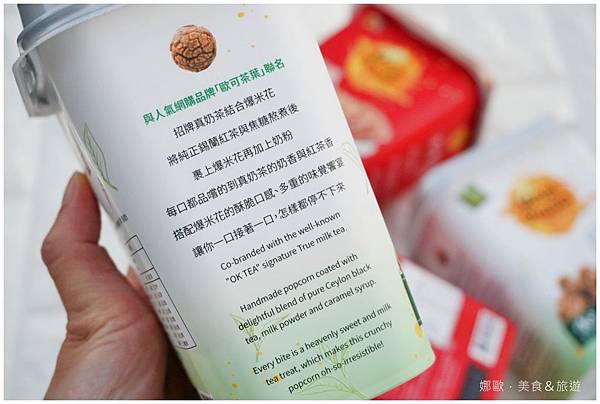 與人氣網購品牌「歐可茶葉」聯名
招牌真奶茶結合爆米花
將純正錫蘭紅茶與焦糖熬煮後
裹上爆米花再加上奶粉
每口都品嚐的到真奶茶的奶香與紅茶香
搭配爆米花的酥脆口感、多重的味覺饗宴
讓你一口接著一口，怎樣都停不下來
Co-branded with the well-known
"OK TEA" signature True milk tea.
Handmade popcorn coated with
delightful blend of pure Ceylon black
tea, milk powder and caramel syrup.
Every bite is a heavenly sweet and milk
tea treat, which makes this crunchy
popcorn oh-so-irresistible!
娜歐 · 美食＆旅遊